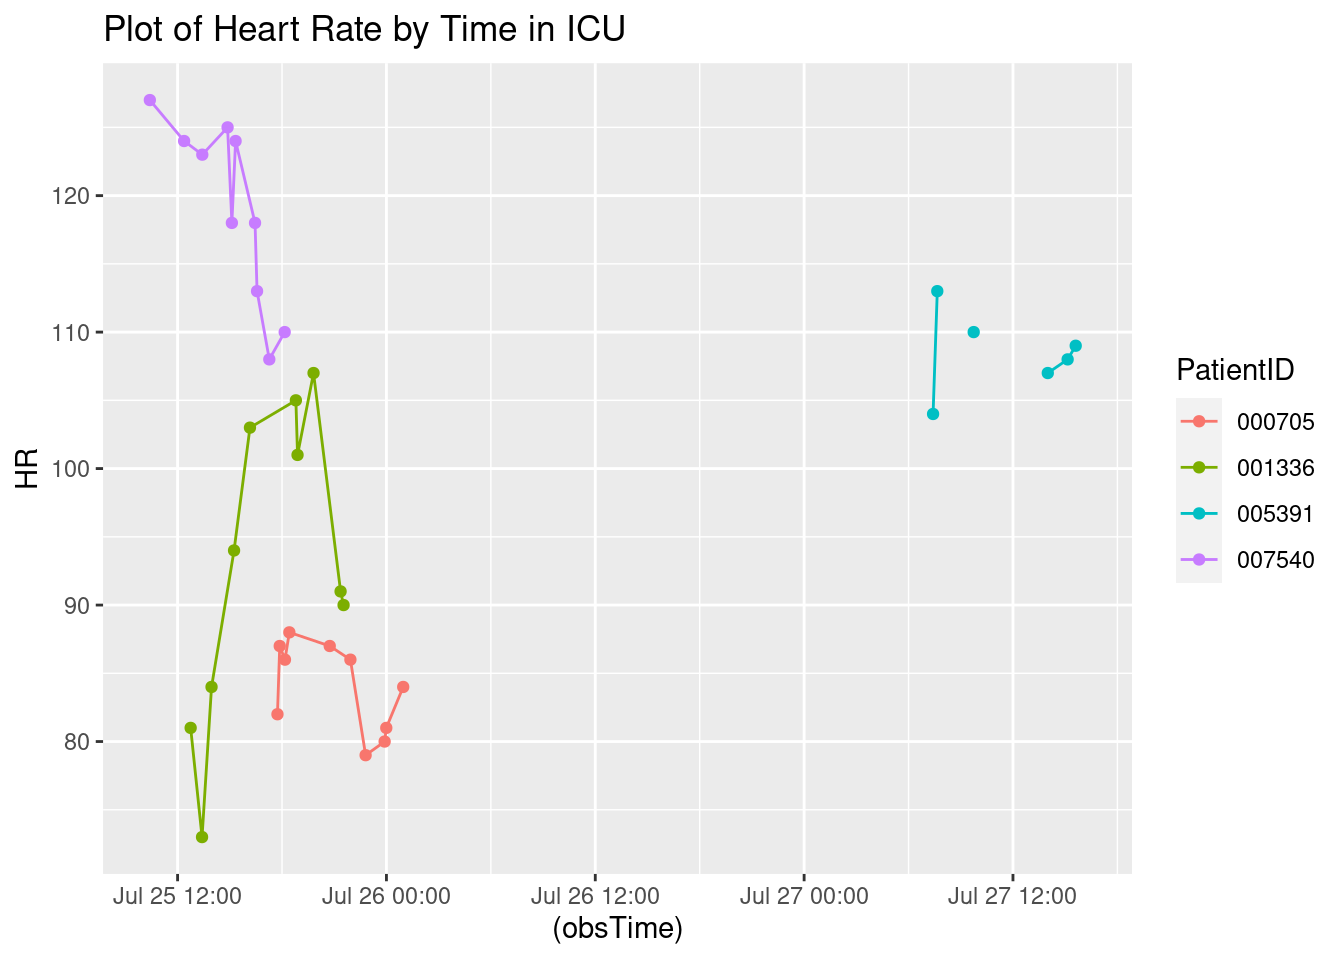 Plot of Heart Rate by Time in ICU
HR
120
110
100
90
80
Jul 25 12:00 Jul 26 00:00 Jul 26 12:00 Jul 27 00:00 Jul 27 12:00
(obsTime)
PatientID
000705
001336
005391
007540